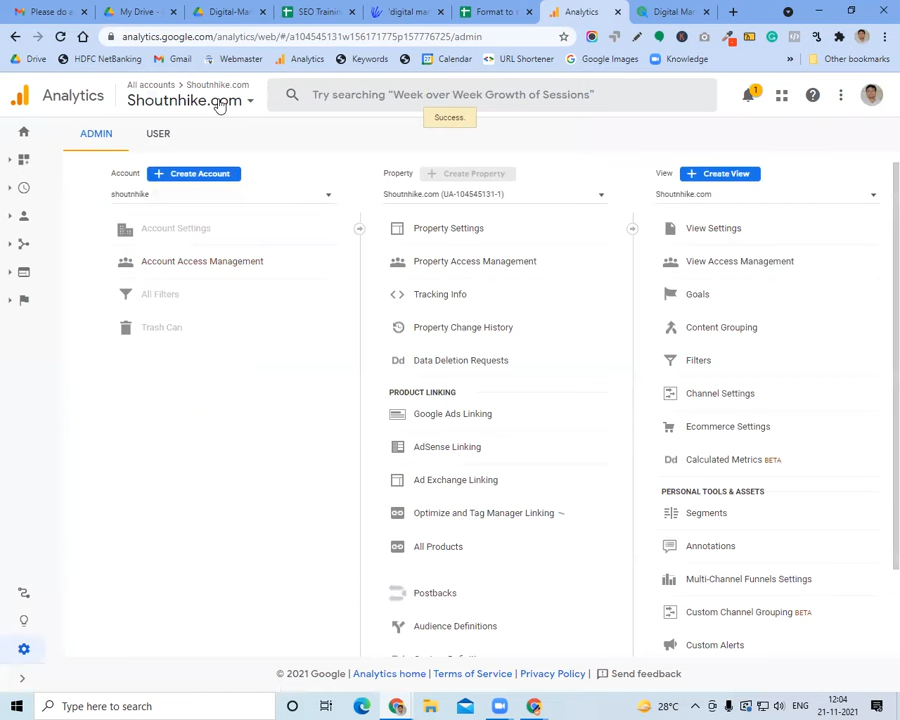 Please do a
My Drive -
Digital-Mar
SEO Training
"digital mar
Format to s
Analytics
Digital Mar
analytics.google.com/analytics/web/#/a104545131w156171775p157776725/admin
Drive
HDFC NetBanking
Gmail
Webmaster
Analytics
Keywords
6
Calendar
URL Shortener
Google Images
Knowledge
Other bookmarks
Analytics
All accounts > Shoutnhike.com
Shoutnhike.com
Try searching "Week over Week Growth of Sessions"
1
Success.
ADMIN
USER
Account
Create Account
shoutnhike
Account Settings
Account Access Management
All Filters
Trash Can
Property
Create Property
Shoutnhike.com (UA-104545131-1)
Property Settings
Property Access Management
Tracking Info
Property Change History
Dd Data Deletion Requests
PRODUCT LINKING
Google Ads Linking
AdSense Linking
Ad Exchange Linking
Optimize and Tag Manager Linking
All Products
Postbacks
Audience Definitions
View
Create View
Shoutnhike.com
View Settings
View Access Management
Goals
Content Grouping
Filters
Channel Settings
Ecommerce Settings
Dd Calculated Metrics BETA
PERSONAL TOOLS & ASSETS
Segments
Annotations
Multi-Channel Funnels Settings
Custom Channel Grouping BETA
Custom Alerts
© 2021 Google | Analytics home | Terms of Service | Privacy Policy | Send feedback
Type here to search
28°C
ENG
12:04
21-11-2021